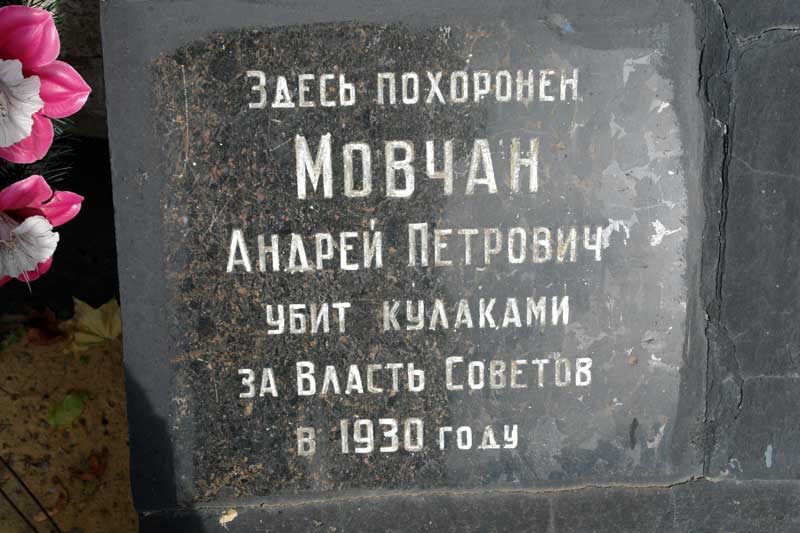 Здесь похоронен
Мовчан
Андрей Петрович
убит кулаками
за Власть Советов
в 1930 году